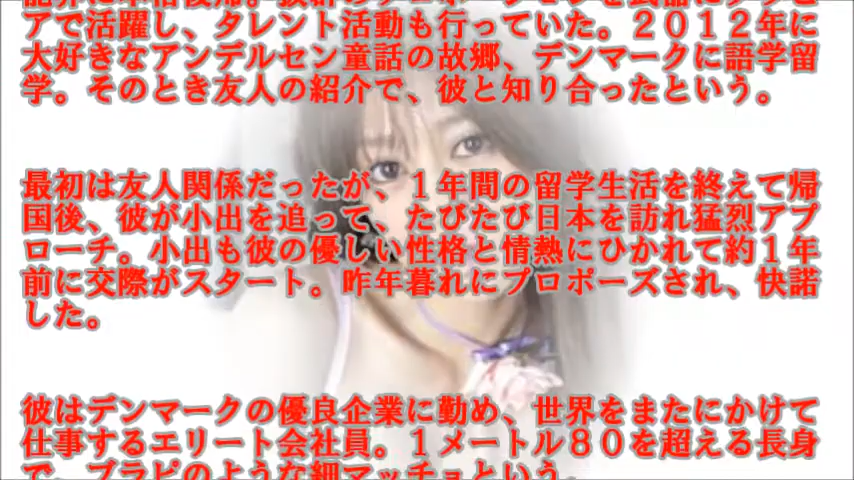 アで活躍し、タレント活動も行っていた。２０１２年に
大好きなアンデルセン童話の故郷、デンマークに語学留
学。そのとき友人の紹介で、彼と知り合ったという。
最初は友人関係だったが、１年間の留学生活を終えて帰
国後、彼が小出を追って、たびたび日本を訪れ猛烈アプ
ローチ。小出も彼の優しい性格と情熱にひかれて約１年
前に交際がスタート。昨年暮れにプロポーズされ、快諾
した。
彼はデンマークの優良企業に勤め、世界をまたにかけて
仕事するエリート会社員。１メートル８０を超える長身
で、ブラピのような細マッチョという。